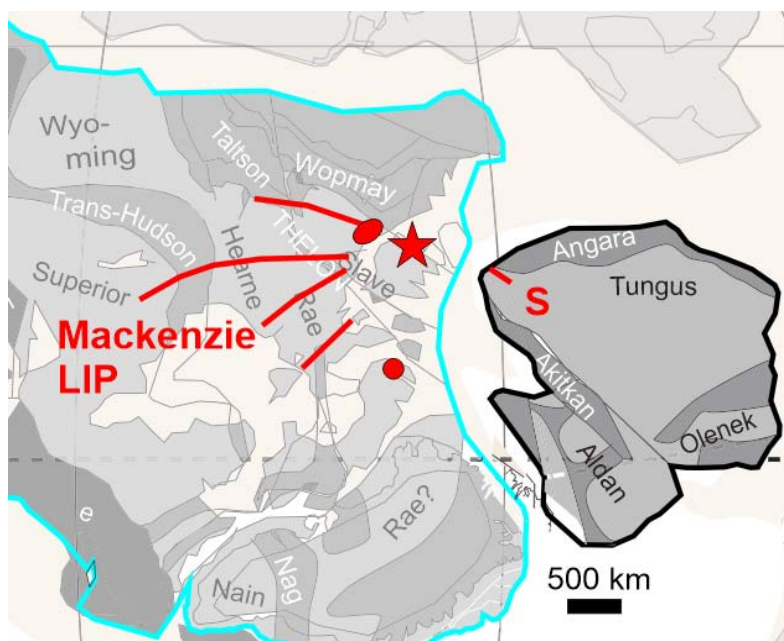 Wyo-
ming
Taltson
Wopmay
Trans-Hudson
THELON
Hearne
Slave
Superior
Rae
Mackenzie
LIP
Angara
Tungus
S
Akitkan
Olenek
Aldan
e
Rae?
Nag
Nain
500 km